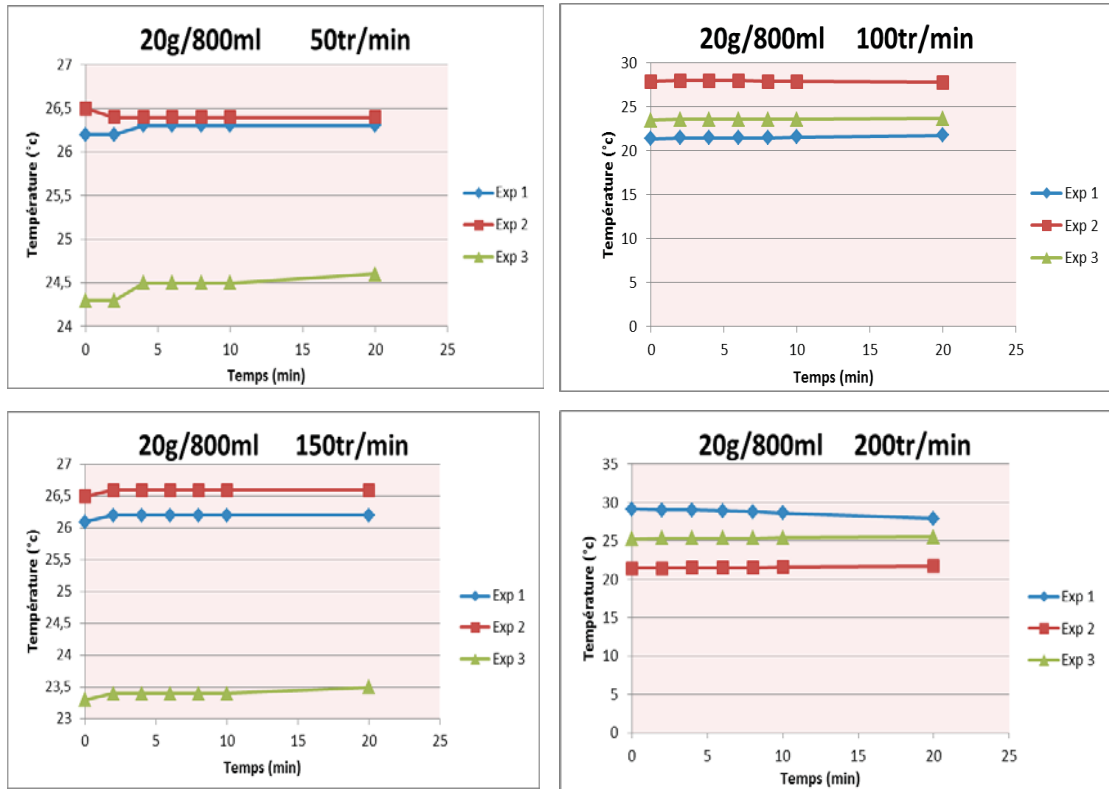 20g/800ml 50tr/min
27
26,5
26
25,5
25
24,5
24
0 5 10 15 20 25
Température (°c)
Temps (min)
Exp 1
Exp 2
Exp 3
20g/800ml 100tr/min
30
25
20
15
10
5
0
0 5 10 15 20 25
Température (°c)
Temps (min)
Exp 1
Exp 2
Exp 3
20g/800ml 150tr/min
27
26,5
26
25,5
25
24,5
24
23,5
23
0 5 10 15 20 25
Température (°c)
Temps (min)
Exp 1
Exp 2
Exp 3
20g/800ml 200tr/min
35
30
25
20
15
10
5
0
0 5 10 15 20 25
Température (°c)
Temps (min)
Exp 1
Exp 2
Exp 3